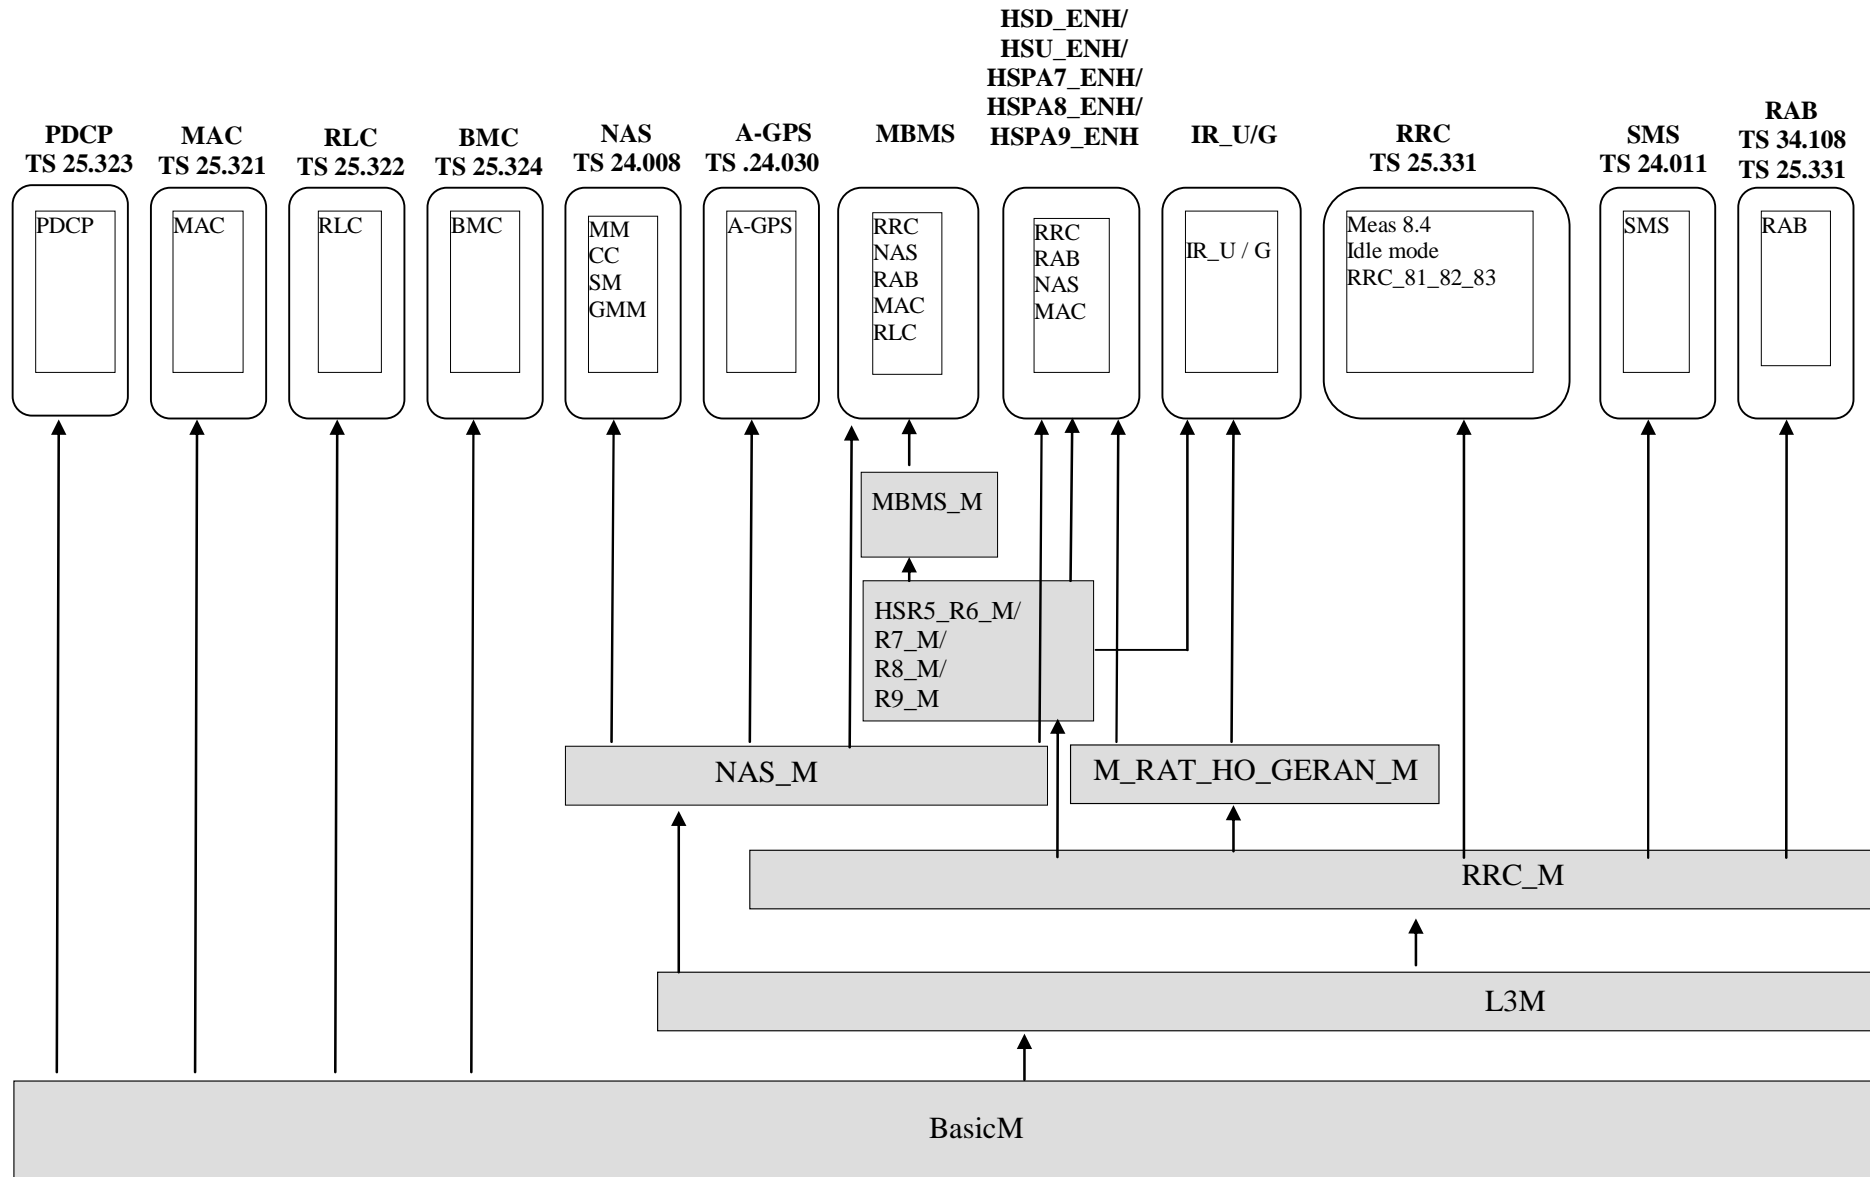 HSD_ENH/
HSU_ENH/
HSPA7_ENH/
HSPA8_ENH/
HSPA9_ENH
PDCP
TS 25.323
MAC
TS 25.321
RLC
TS 25.322
BMC
TS 25.324
NAS
TS 24.008
A-GPS
TS .24.030
MBMS
IR_U/G
RRC
TS 25.331
SMS
TS 24.011
RAB
TS 34.108
TS 25.331
PDCP
MAC
RLC
BMC
MM
CC
SM
GMM
A-GPS
RRC
NAS
RAB
MAC
RLC
RRC
RAB
NAS
MAC
IR_U / G
Meas 8.4
Idle mode
RRC_81_82_83
SMS
RAB
MBMS_M
HSR5_R6_M/
R7_M/
R8_M/
R9_M
NAS_M
M_RAT_HO_GERAN_M
RRC_M
L3M
BasicM